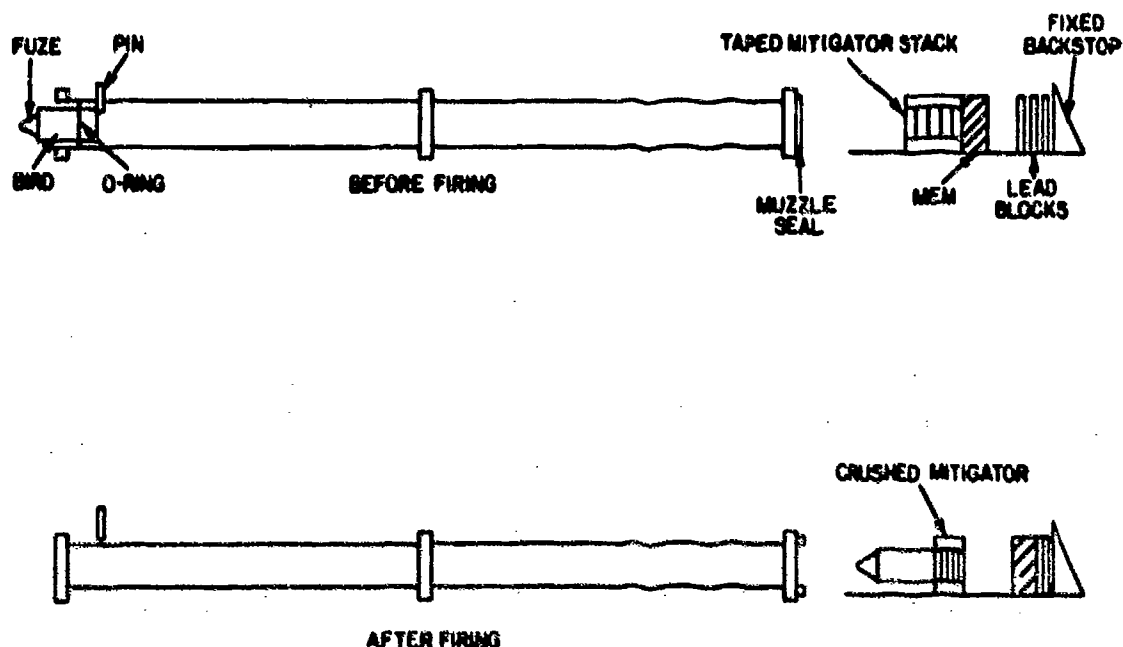 FUZE
PIN
TAPED MITIGATOR STACK
FIXED
BACKSTOP
BIRD
O-RING
BEFORE FIRING
MUZZLE
SEAL
MEM
LEAD
BLOCKS
CRUSHED MITIGATOR
AFTER FIRING